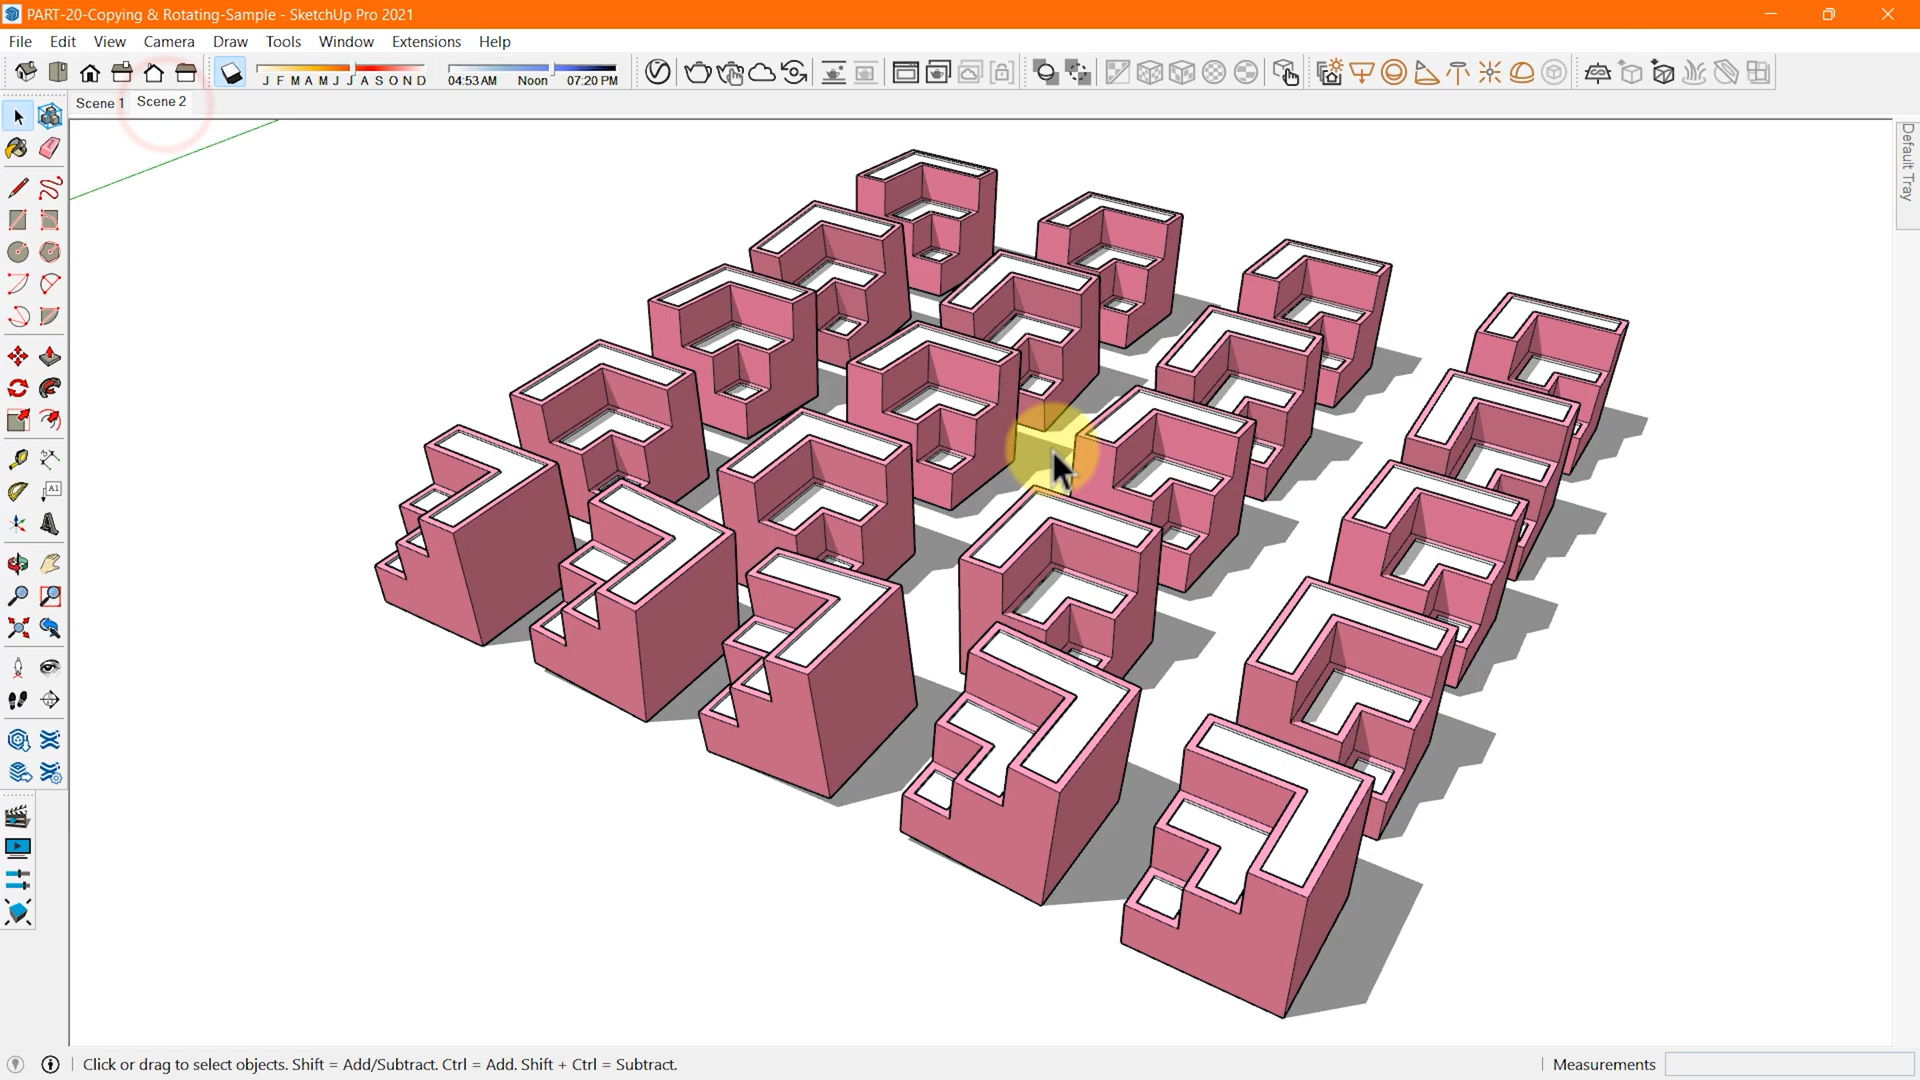 PART-20-Copying & Rotating-Sample - SketchUp Pro 2021
File Edit View Camera Draw Tools Window Extensions Help
J F M A M J J A S O N D 04:53 AM Noon 07:20 PM
Scene 1 Scene 2
Default Tray
A1
Click or drag to select objects. Shift = Add/Subtract. Ctrl = Add. Shift + Ctrl = Subtract.
Measurements